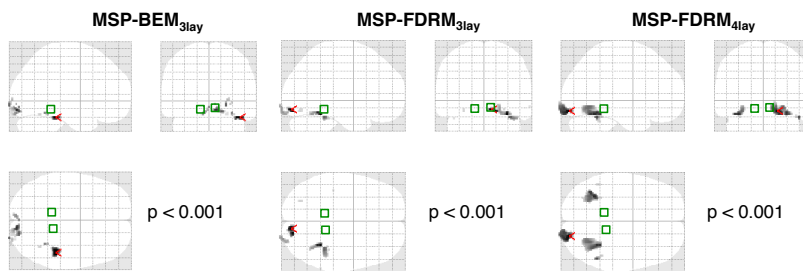 MSP-BEM3lay MSP-FDRM3lay MSP-FDRM4lay
p < 0.001 p < 0.001 p < 0.001